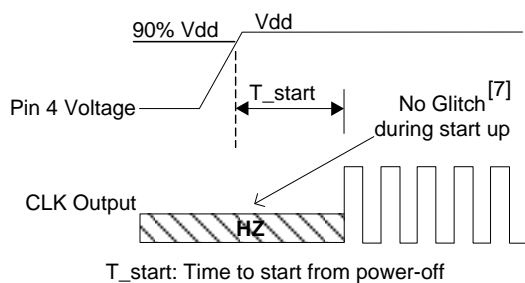 90% Vdd
Vdd
T_start
Pin 4 Voltage
No Glitch [7]
during start up
CLK Output
HZ
T_start: Time to start from power-off